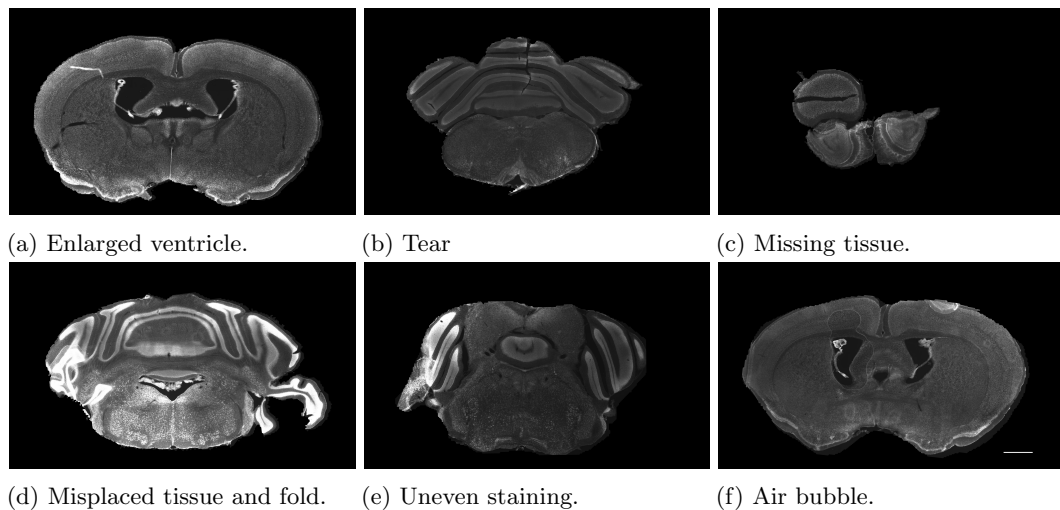 (a) Enlarged ventricle.
(b) Tear
(c) Missing tissue.
(d) Misplaced tissue and fold.
(e) Uneven staining.
(f) Air bubble.